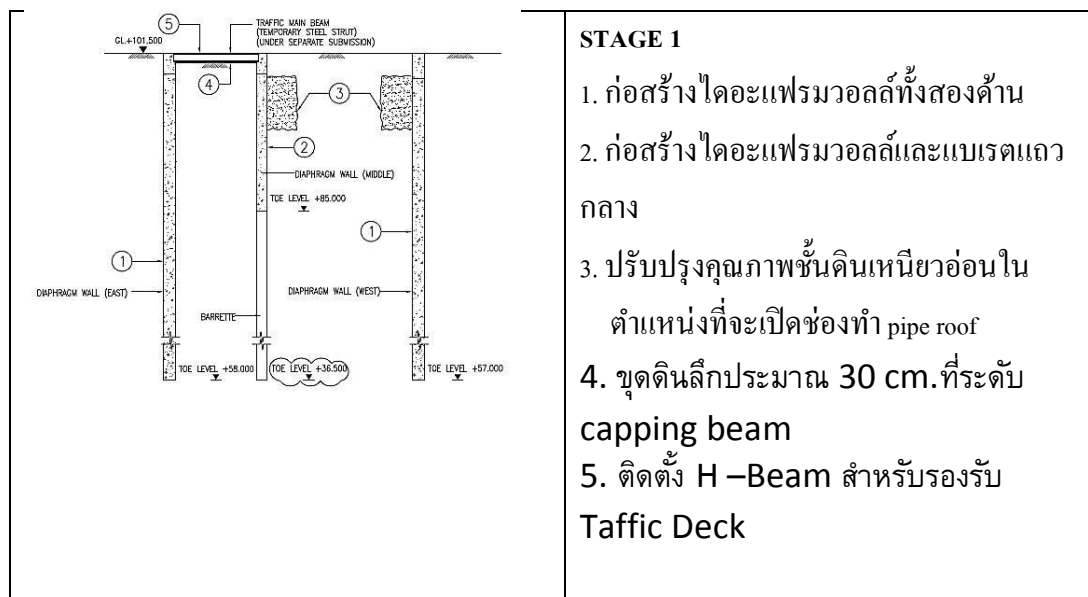 5
TRAFFIC MAIN BEAM
(TEMPORARY STEEL STRUT)
(UNDER SEPARATE SUBMISSION)
GL.+101.500
4
3
2
DIAPHRAGM WALL (MIDDLE)
TOE LEVEL +85.000
1
1
DIAPHRAGM WALL (EAST)
DIAPHRAGM WALL (WEST)
BARRETTE
TOE LEVEL +58.000
TOE LEVEL +36.500
TOE LEVEL +57.000
STAGE 1
1. ก่อสร้างไดอะแฟรมวอลล์ทั้งสองด้าน
2. ก่อสร้างไดอะแฟรมวอลล์และแบเรตแถว
กลาง
3. ปรับปรุงคุณภาพชั้นดินเหนียวอ่อนใน
ตำแหน่งที่จะเปิดช่องทำ pipe roof
4. ขุดดินลึกประมาณ 30 cm.ที่ระดับ
capping beam
5. ติดตั้ง H –Beam สำหรับรองรับ
Taffic Deck